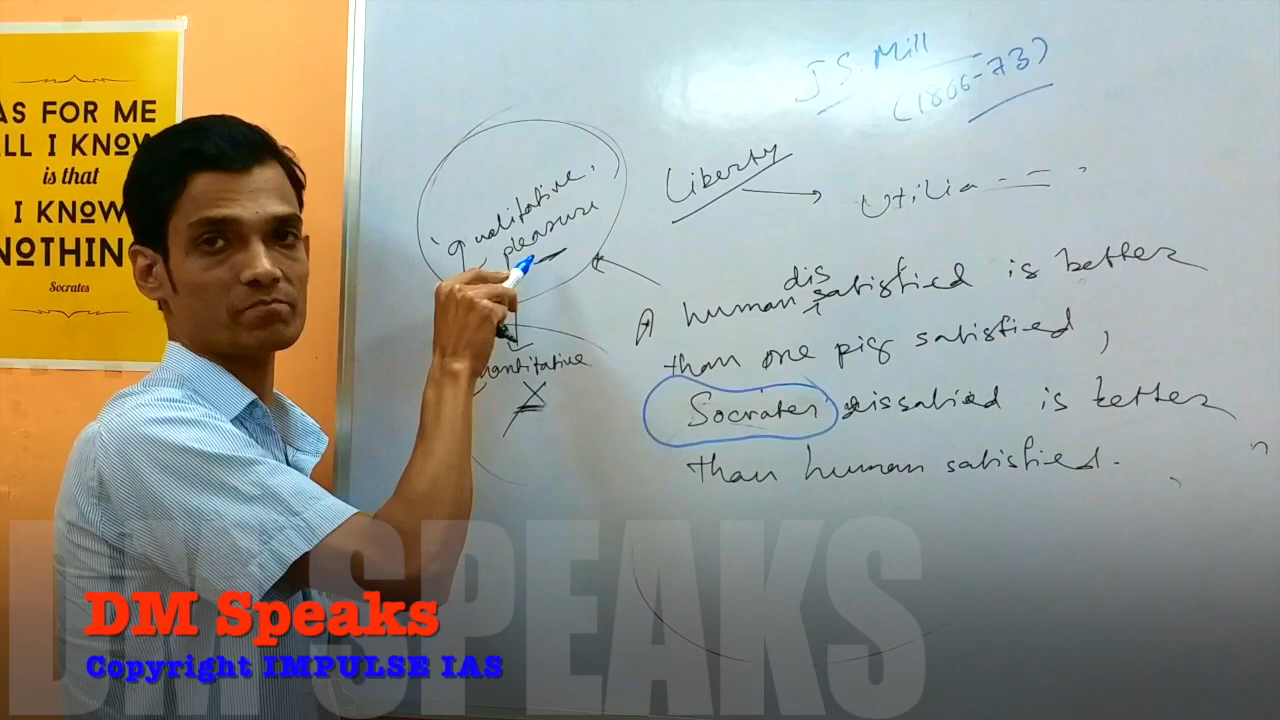 AS FOR ME
ALL I KNOW
is that
I KNOW
NOTHING
Socrates
J S. Mill
(1806-73)
Liberty
Utilia - =
'qualitative'
pleasure
quantitative
X
A human dissatisfied is better
than one pig satisfied,
Socrates dissatisfied is better
than human satisfied.
DM SPEAKS
DM Speaks
Copyright IMPULSE IAS